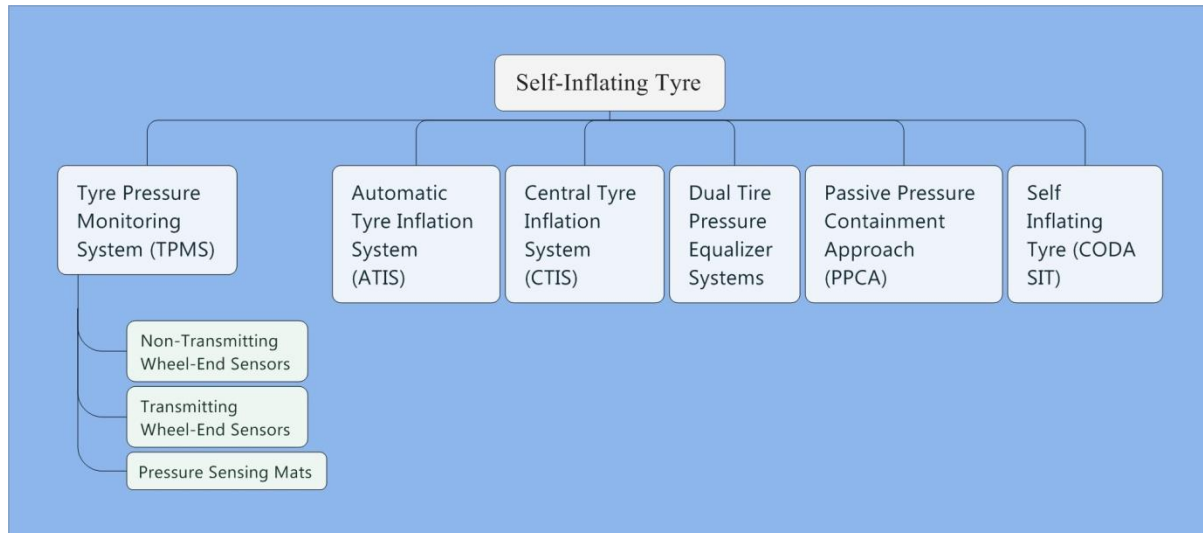 Self-Inflating Tyre
Tyre Pressure
Monitoring
System (TPMS)
Automatic
Tyre Inflation
System
(ATIS)
Central Tyre
Inflation
System
(CTIS)
Dual Tire
Pressure
Equalizer
Systems
Passive Pressure
Containment
Approach
(PPCA)
Self
Inflating
Tyre (CODA
SIT)
Non-Transmitting
Wheel-End Sensors
Transmitting
Wheel-End Sensors
Pressure Sensing Mats